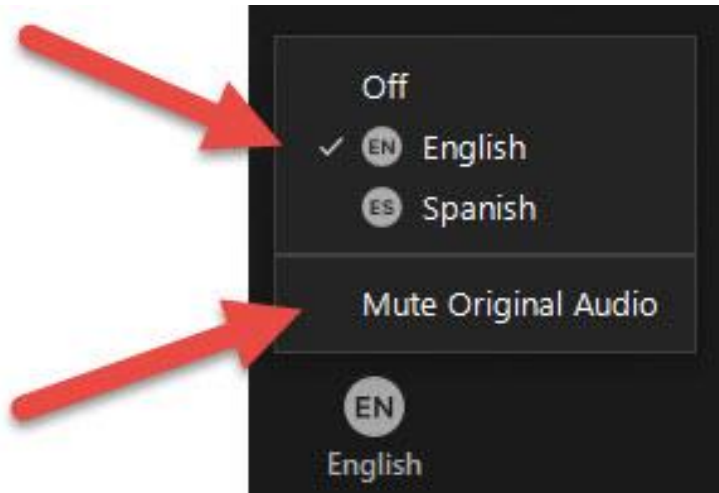 Off
EN English
ES Spanish
Mute Original Audio
EN
English